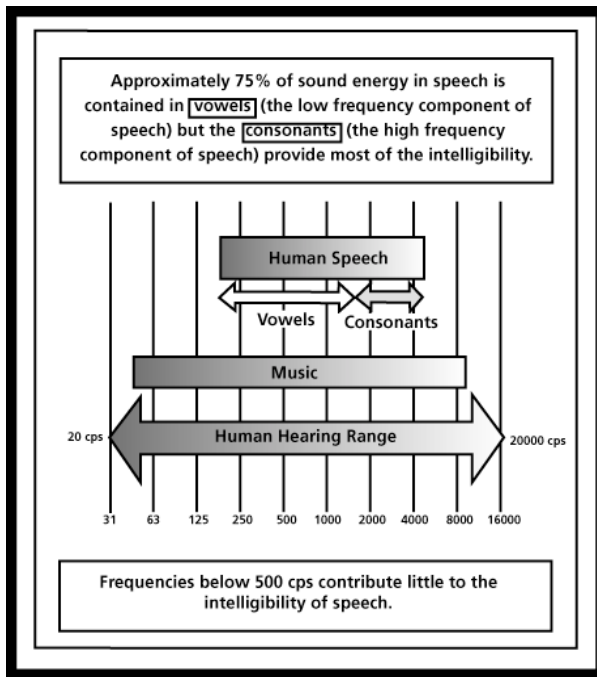 Approximately 75% of sound energy in speech is
contained in vowels (the low frequency component of
speech) but the consonants (the high frequency
component of speech) provide most of the intelligibility.
Human Speech
Vowels
Consonants
Music
20 cps
Human Hearing Range
20000 cps
31 63 125 250 500 1000 2000 4000 8000 16000
Frequencies below 500 cps contribute little to the
intelligibility of speech.